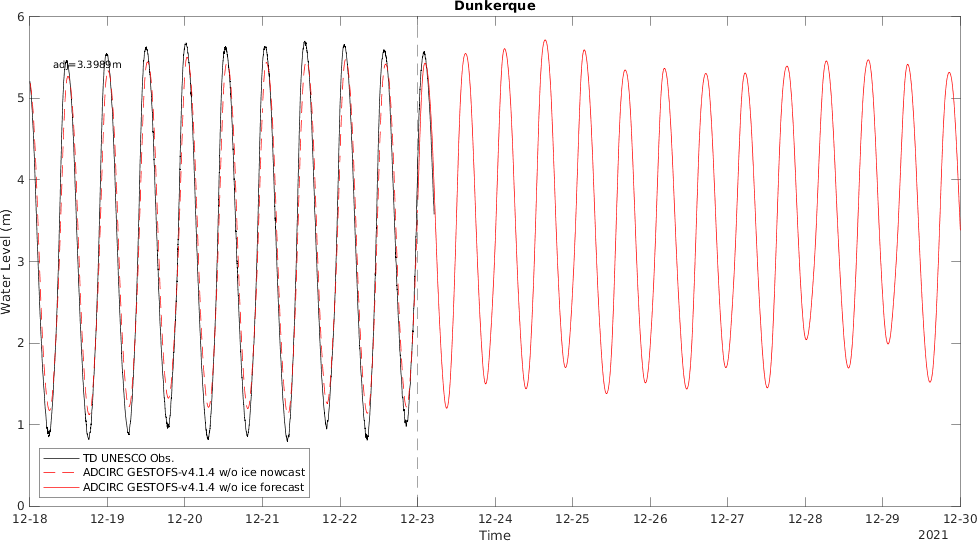 Dunkerque
6
5
4
3
2
1
0
Water Level (m)
adj=3.3989m
TD UNESCO Obs.
ADCIRC GESTOFS-v4.1.4 w/o ice nowcast
ADCIRC GESTOFS-v4.1.4 w/o ice forecast
12-18 12-19 12-20 12-21 12-22 12-23 12-24 12-25 12-26 12-27 12-28 12-29 12-30
Time
2021